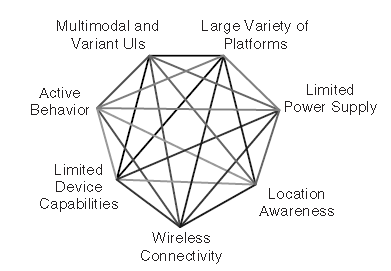 Multimodal and
Variant UIs
Large Variety of
Platforms
Active
Behavior
Limited
Power Supply
Limited
Device
Capabilities
Location
Awareness
Wireless
Connectivity